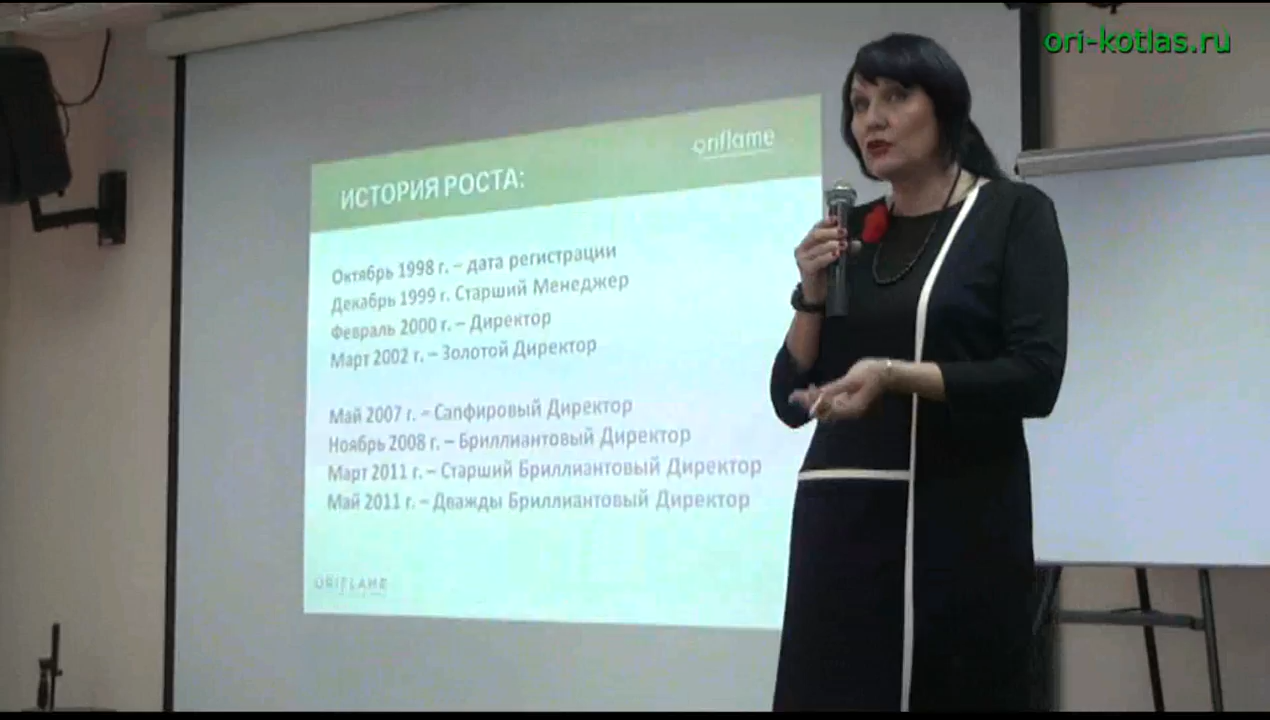 ori-kotlas.ru
oriflame
ИСТОРИЯ РОСТА:
Октябрь 1998 г. – дата регистрации
Декабрь 1999 г. Старший Менеджер
Февраль 2000 г. – Директор
Март 2002 г. – Золотой Директор
Май 2007 г. – Сапфировый Директор
Ноябрь 2008 г. – Бриллиантовый Директор
Март 2011 г. – Старший Бриллиантовый Директор
Май 2011 г. – Дважды Бриллиантовый Директор
ORIFLAME